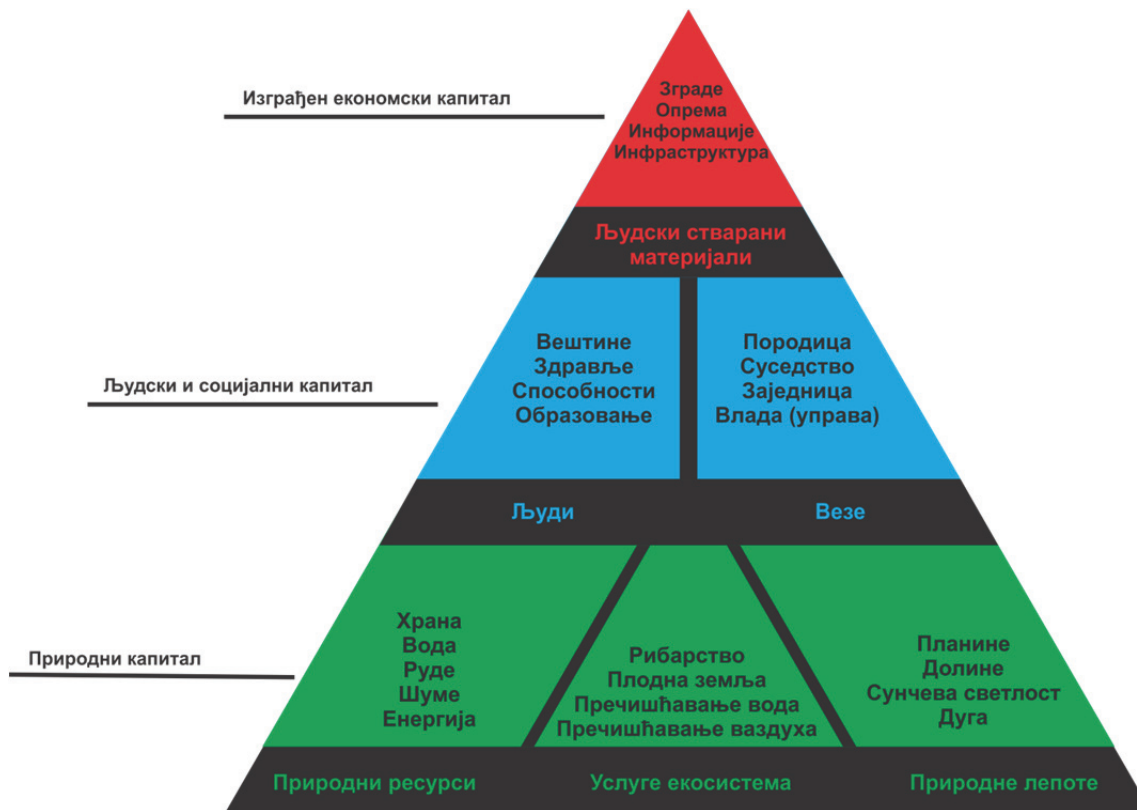 Изграђен економски капитал
Зграде
Опрема
Информације
Инфраструктура
Људски стварани
материјали
Људски и социјални капитал
Вештине
Здравље
Способности
Образовање
Породица
Суседство
Заједница
Влада (управа)
Људи
Везе
Природни капитал
Храна
Вода
Руде
Шуме
Енергија
Рибарство
Плодна земља
Пречишћавање вода
Пречишћавање ваздуха
Планине
Долине
Сунчева светлост
Дуга
Природни ресурси
Услуге екосистема
Природне лепоте